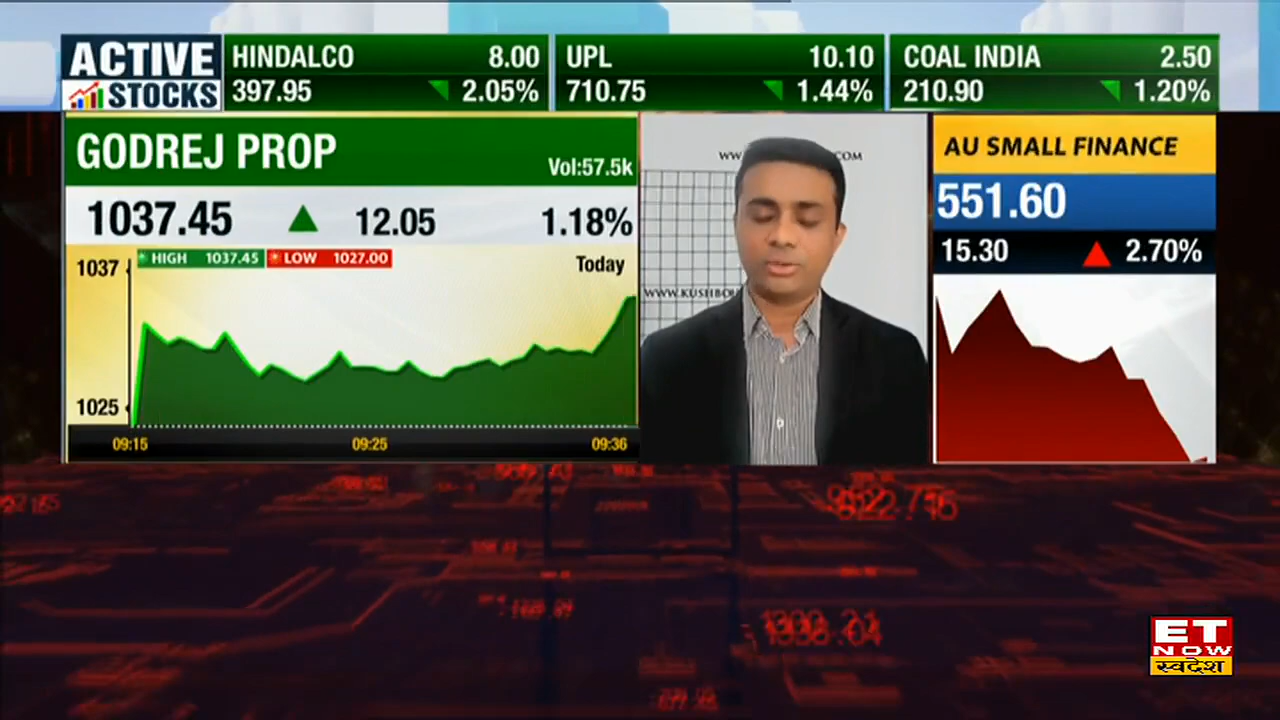 ACTIVE
STOCKS
HINDALCO 8.00
397.95 2.05%
UPL 10.10
710.75 1.44%
COAL INDIA 2.50
210.90 1.20%
GODREJ PROP Vol:57.5k
1037.45 12.05 1.18%
HIGH 1037.45 LOW 1027.00
Today
1037
1025
09:15 09:25 09:36
COM
WWW.KUSHBO
AU SMALL FINANCE
551.60
15.30 2.70%
ET
NOW
स्वदेश